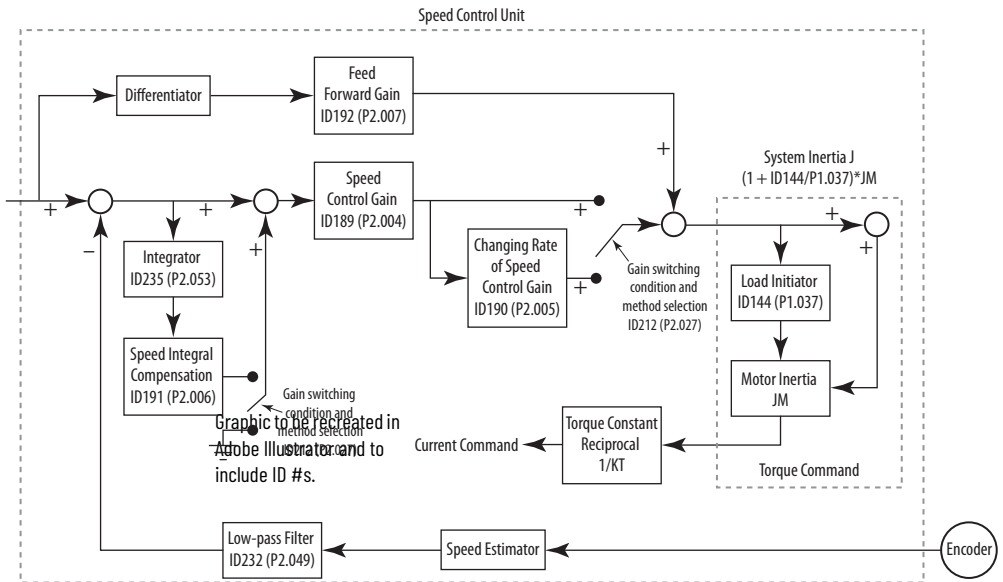 Speed Control Unit
Differentiator
Feed
Forward Gain
ID192 (P2.007)
+
System Inertia J
(1 + ID144/P1.037)*JM
+
+
Speed
Control Gain
ID189 (P2.004)
+
+
−
+
Integrator
ID235 (P2.053)
Changing Rate
of Speed
Control Gain
ID190 (P2.005)
+
Gain switching
condition and
method selection
ID212 (P2.027)
+
Load Initiator
ID144 (P1.037)
Speed Integral
Compensation
ID191 (P2.006)
Motor Inertia
JM
Gain switching
condition and
method selection
Graphic to be recreated in
Adobe Illustrator and to
include ID #s.
Current Command
Torque Constant
Reciprocal
1/KT
Torque Command
Low-pass Filter
ID232 (P2.049)
Speed Estimator
Encoder